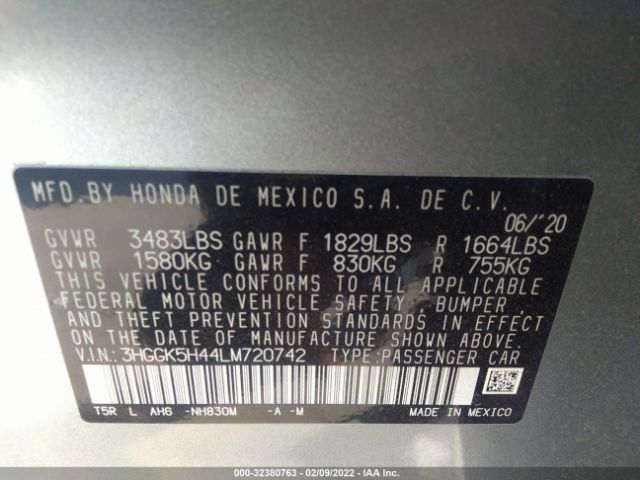 MFD.BY HONDA DE MEXICO S.A. DE C.V.
06/'20
GVWR 3483LBS GAWR F 1829LBS R 1664LBS
GVWR 1580KG GAWR F 830KG R 755KG
THIS VEHICLE CONFORMS TO ALL APPLICABLE
FEDERAL MOTOR VEHICLE SAFETY, BUMPER,
AND THEFT PREVENTION STANDARDS IN EFFECT
ON THE DATE OF MANUFACTURE SHOWN ABOVE.
V.I.N.: 3HGGK5H44LM720742 TYPE:PASSENGER CAR
T5R L AH6 -NH830M -A -M MADE IN MEXICO
000-32380763 - 02/09/2022 - IAA Inc.